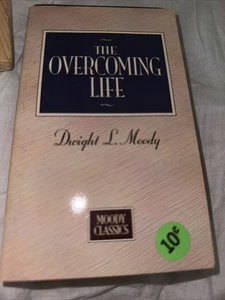 THE
OVERCOMING
LIFE
Dwight L. Moody
MOODY
CLASSICS
10¢